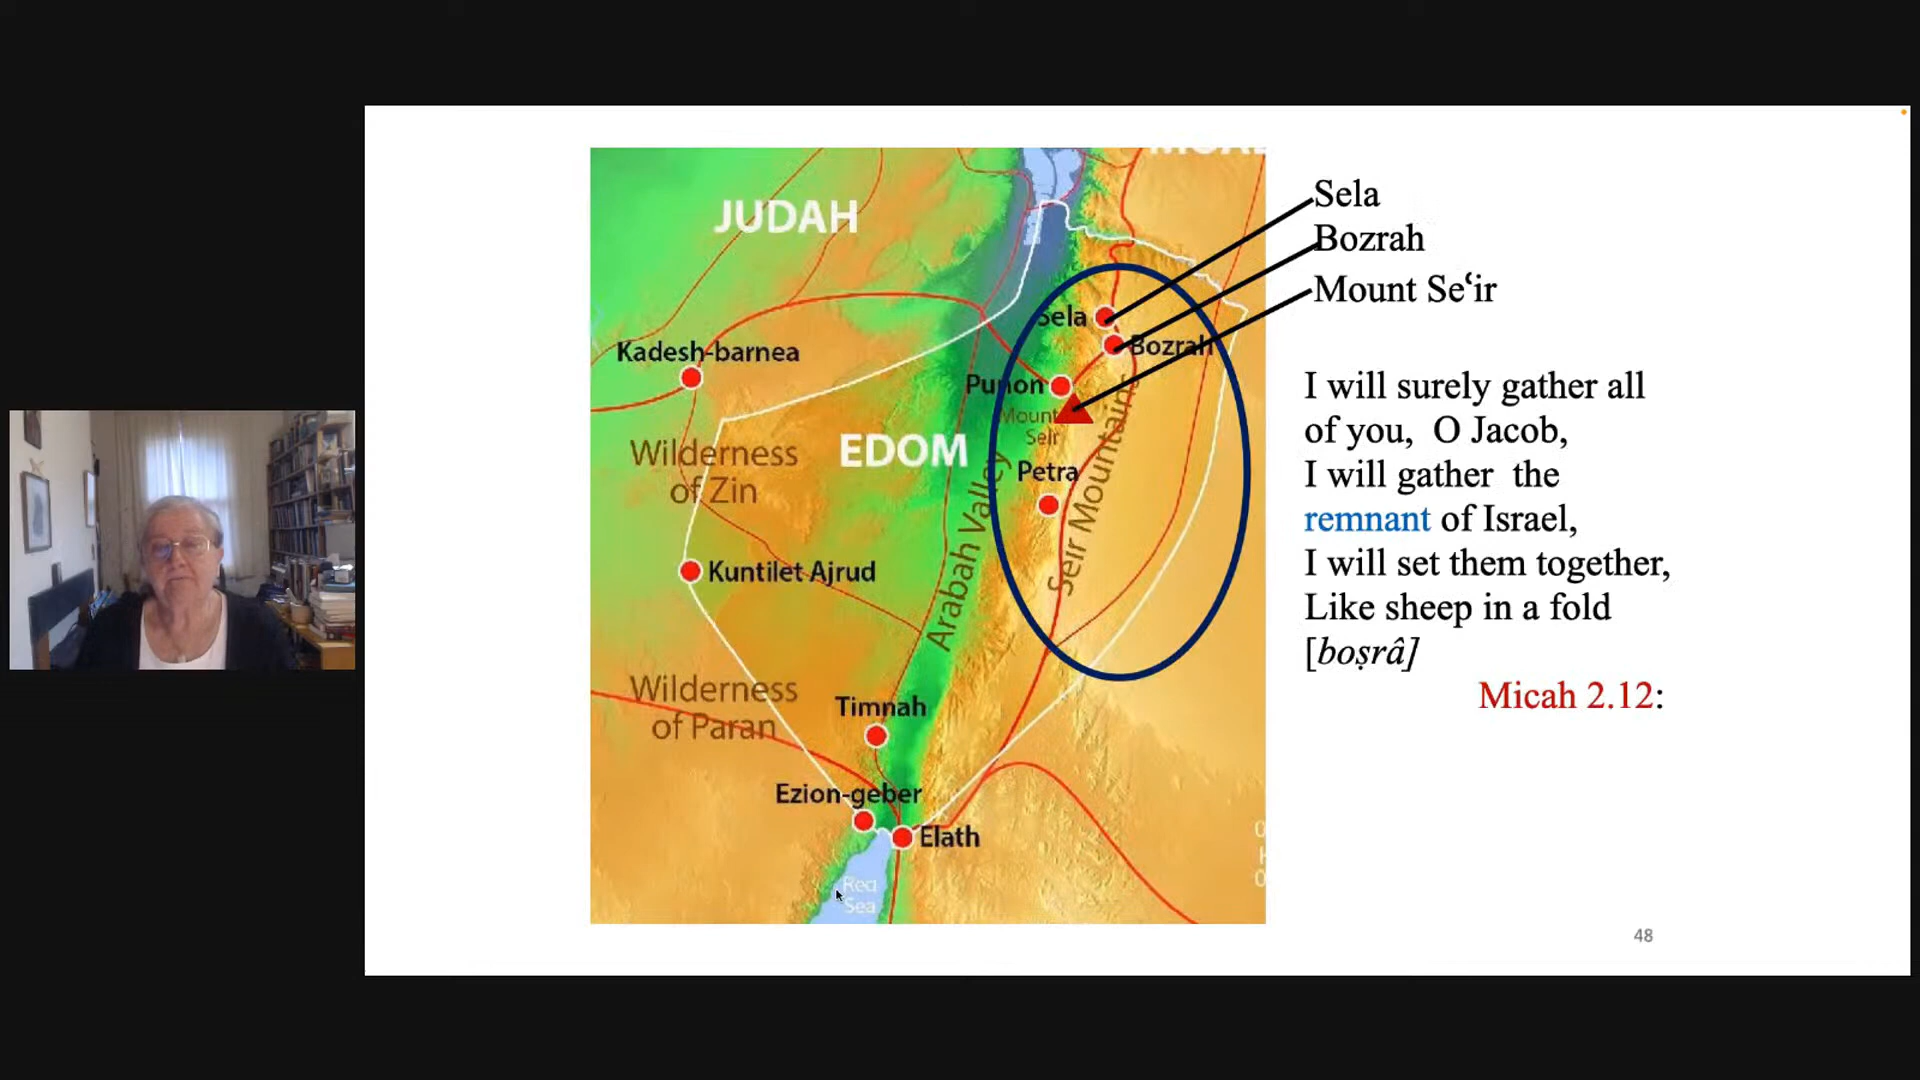 JUDAH
Kadesh-barnea
Sela
Bozrah
Punon
Mount
Seir
Wilderness
of Zin
EDOM
Petra
Seir Mountains
Arabah Valley
Kuntilet Ajrud
Wilderness
of Paran
Timnah
Ezion-geber
Elath
Red
Sea
Sela
Bozrah
Mount Seʿir
I will surely gather all
of you, O Jacob,
I will gather the
remnant of Israel,
I will set them together,
Like sheep in a fold
[boṣrâ]
Micah 2.12:
48